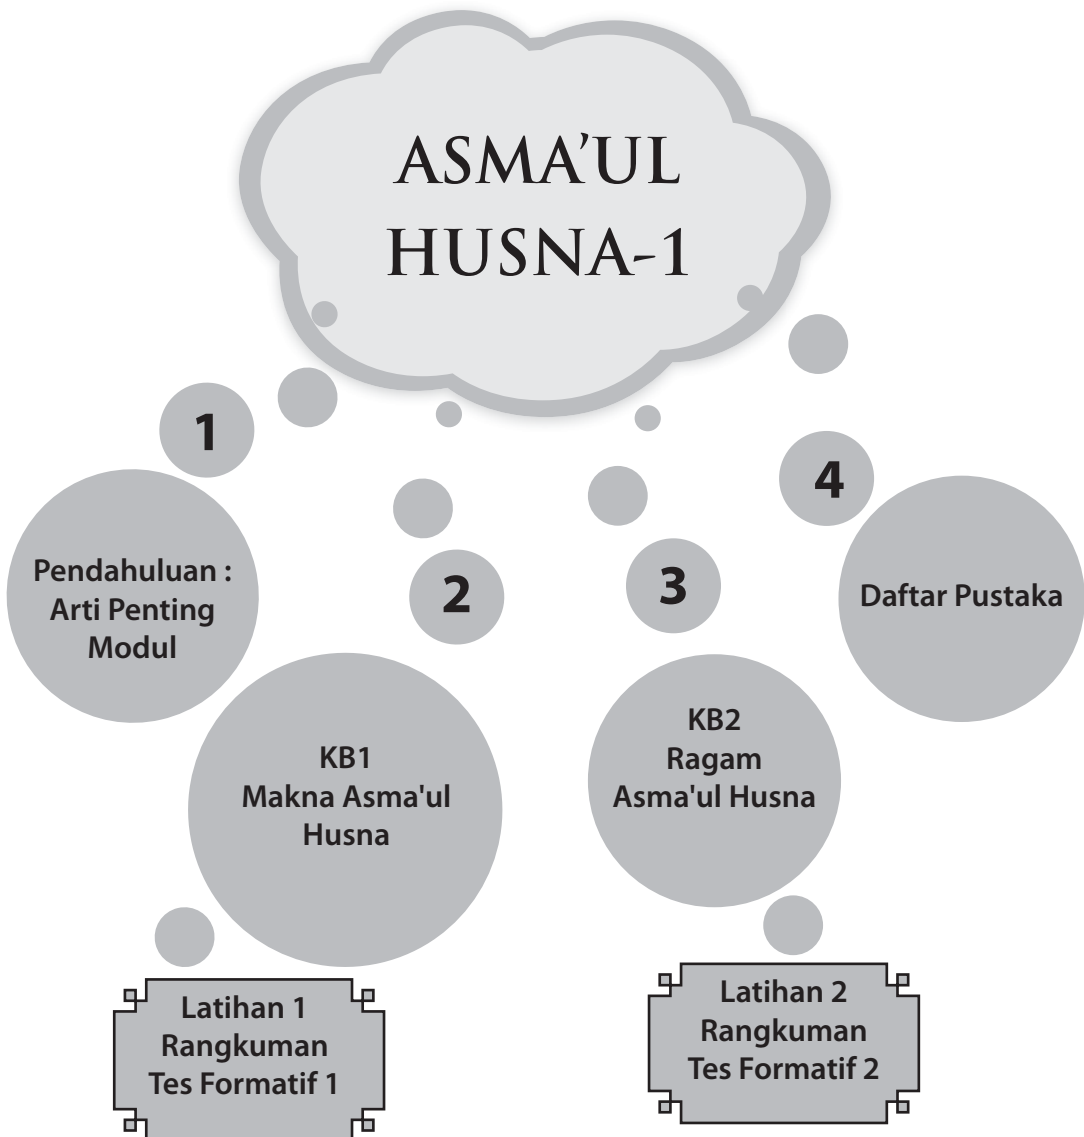 ASMA’UL
HUSNA-1
1
Pendahuluan :
Arti Penting
Modul
2
KB1
Makna Asma'ul
Husna
Latihan 1
Rangkuman
Tes Formatif 1
3
KB2
Ragam
Asma'ul Husna
Latihan 2
Rangkuman
Tes Formatif 2
4
Daftar Pustaka